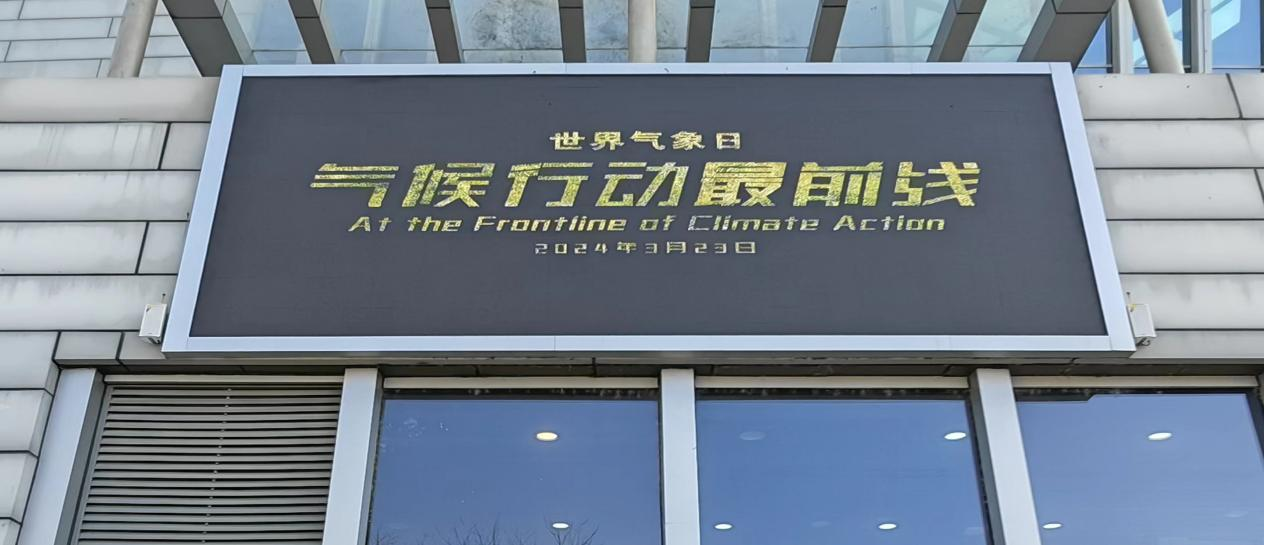 世界气象日
气候行动最前线
At the Frontline of Climate Action
2024年3月23日